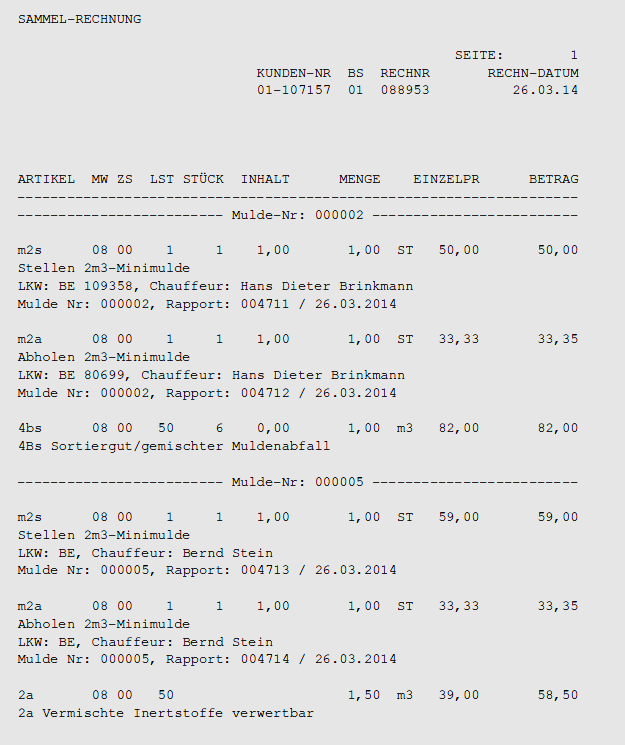 SAMMEL-RECHNUNG
SEITE: 1
KUNDEN-NR BS RECHNR RECHN-DATUM
01-107157 01 088953 26.03.14
ARTIKEL MW ZS LST STÜCK INHALT MENGE EINZELPR BETRAG
--------------------------------------------------------------------
------------------------- Mulde-Nr: 000002 -------------------------
m2s 08 00 1 1 1,00 1,00 ST 50,00 50,00
Stellen 2m3-Minimulde
LKW: BE 109358, Chauffeur: Hans Dieter Brinkmann
Mulde Nr: 000002, Rapport: 004711 / 26.03.2014
m2a 08 00 1 1 1,00 1,00 ST 33,33 33,35
Abholen 2m3-Minimulde
LKW: BE 80699, Chauffeur: Hans Dieter Brinkmann
Mulde Nr: 000002, Rapport: 004712 / 26.03.2014
4bs 08 00 50 6 0,00 1,00 m3 82,00 82,00
4Bs Sortiergut/gemischter Muldenabfall
------------------------- Mulde-Nr: 000005 -------------------------
m2s 08 00 1 1 1,00 1,00 ST 59,00 59,00
Stellen 2m3-Minimulde
LKW: BE, Chauffeur: Bernd Stein
Mulde Nr: 000005, Rapport: 004713 / 26.03.2014
m2a 08 00 1 1 1,00 1,00 ST 33,33 33,35
Abholen 2m3-Minimulde
LKW: BE, Chauffeur: Bernd Stein
Mulde Nr: 000005, Rapport: 004714 / 26.03.2014
2a 08 00 50 1,50 m3 39,00 58,50
2a Vermischte Inertstoffe verwertbar